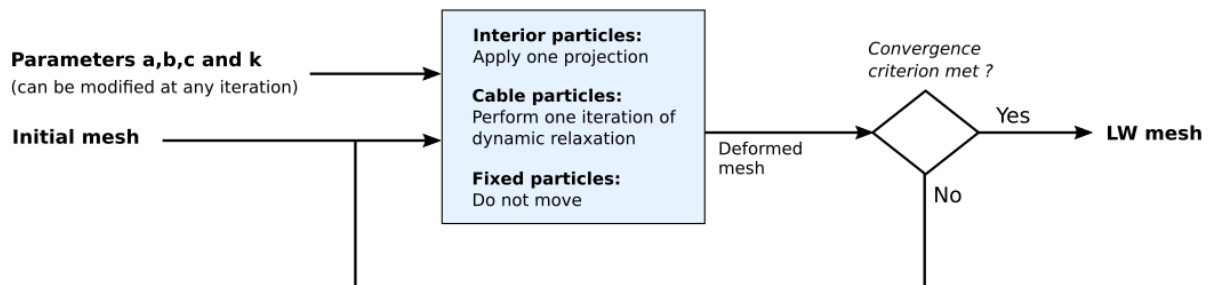 Parameters a,b,c and k
(can be modified at any iteration)
Initial mesh
Interior particles:
Apply one projection
Cable particles:
Perform one iteration of
dynamic relaxation
Fixed particles:
Do not move
Deformed
mesh
Convergence
criterion met ?
Yes
No
LW mesh